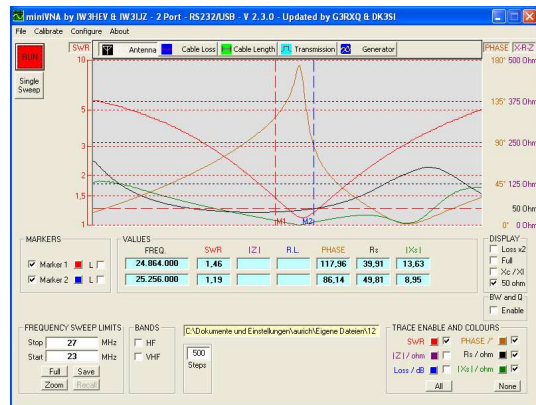 miniVNA by IW3HEV & IW3IJZ - 2 Port - RS232/USB - V 2.3.0 - Updated by G3RXQ & DK3SI
File Calibrate Configure About
RUN
Single Sweep
SWR
Antenna Cable Loss Cable Length Transmission Generator
PHASE X-R-Z
10 180° 500 Ohm
5 135° 375 Ohm
3 90° 250 Ohm
2
1,5 45° 125 Ohm
50 Ohm
1 0° 0 Ohm
M1 M2
MARKERS
Marker 1 L
Marker 2 L
VALUES
FREQ. SWR |Z| R.L. PHASE Rs |Xs|
24.864.000 1,46 117,96 39,91 13,63
25.256.000 1,19 86,14 49,81 8,95
DISPLAY
Loss x2
Full
Xc / Xl
50 ohm
BW and Q
Enable
FREQUENCY SWEEP LIMITS
Stop 27 MHz
Start 23 MHz
Full Save
Zoom Recall
BANDS
HF
VHF
C:\Dokumente und Einstellungen\aurich\Eigene Dateien\12
500
Steps
TRACE ENABLE AND COLOURS
SWR PHASE /°
|Z| / ohm Rs / ohm
Loss / dB |Xs| / ohm
All None